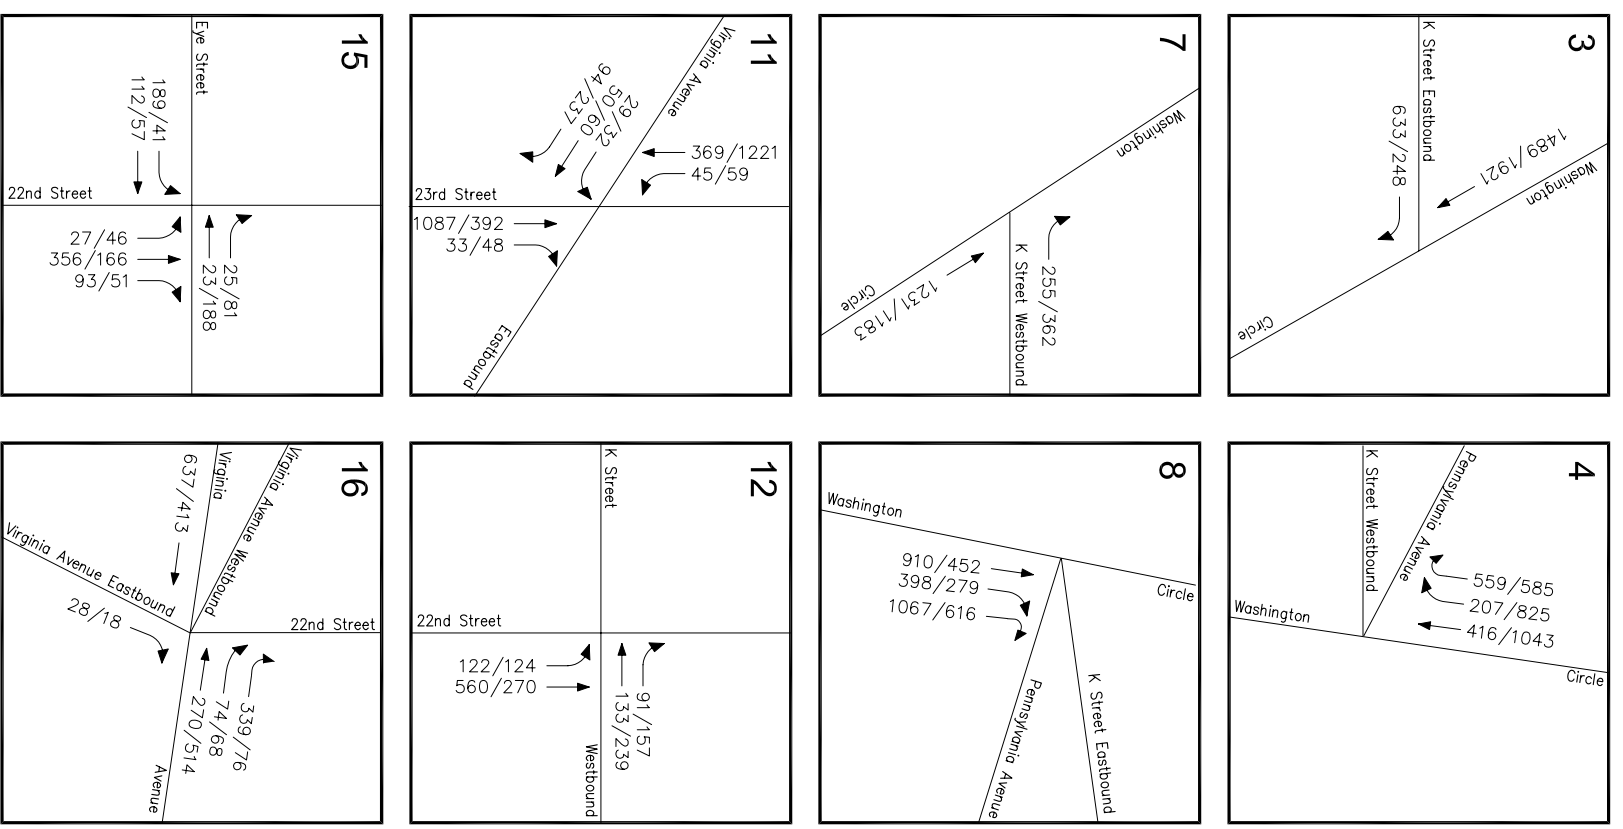 15
Eye Street
189/41
112/57
22nd Street
27/46
356/166
93/51
25/81
23/188
11
Virginia Avenue
29/32
50/60
94/237
369/1221
45/59
23rd Street
1087/392
33/48
Eastbound
7
Washington
Circle
1231/1183
K Street Westbound
255/362
3
K Street Eastbound
633/248
1489/1921
Washington
Circle
16
Virginia
Virginia Avenue Westbound
637/413
Virginia Avenue Eastbound
28/18
22nd Street
339/76
74/68
270/514
Avenue
12
K Street
22nd Street
122/124
560/270
91/157
133/239
Westbound
8
Washington
910/452
398/279
1067/616
Circle
Pennsylvania Avenue
K Street Eastbound
4
K Street Westbound
Pennsylvania Avenue
559/585
207/825
416/1043
Washington
Circle